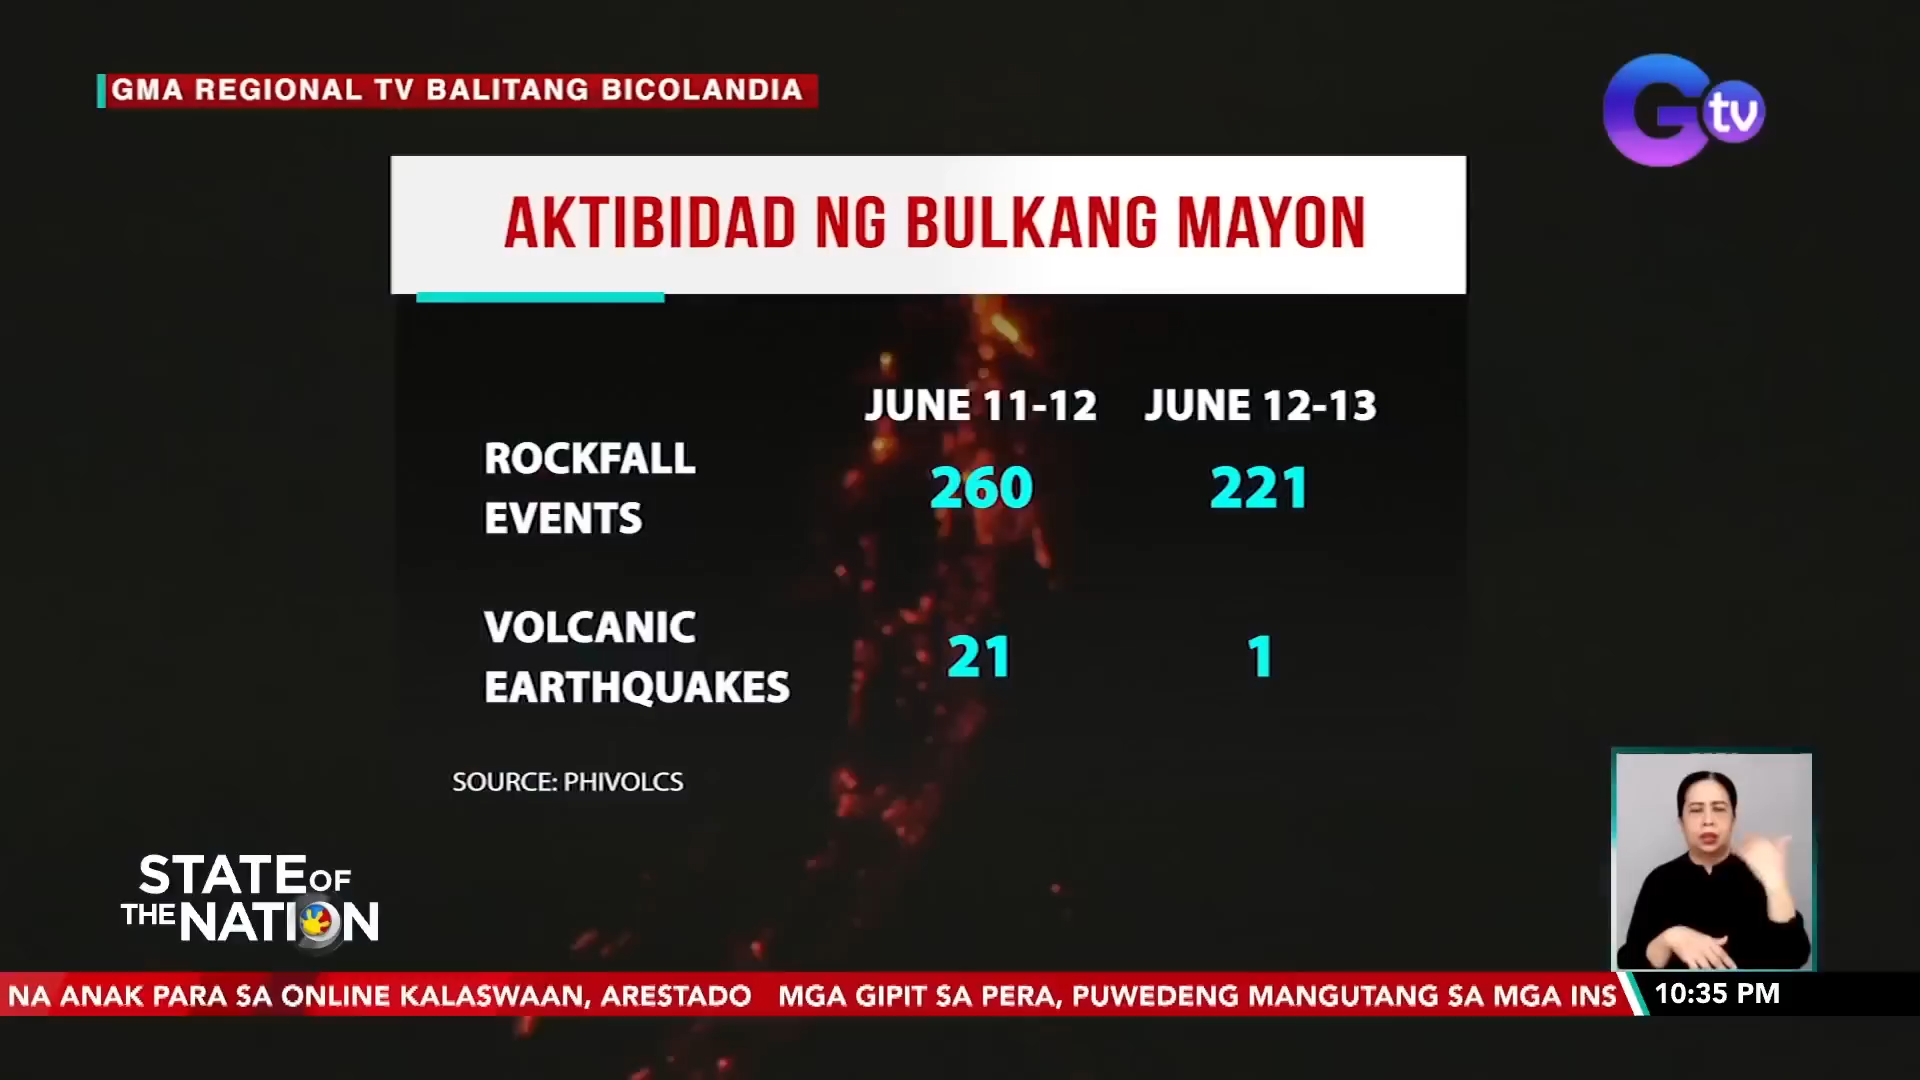 GMA REGIONAL TV BALITANG BICOLANDIA
Gtv
AKTIBIDAD NG BULKANG MAYON
JUNE 11-12 JUNE 12-13
ROCKFALL EVENTS 260 221
VOLCANIC EARTHQUAKES 21 1
SOURCE: PHIVOLCS
STATE OF
THE NATION
NA ANAK PARA SA ONLINE KALASWAAN, ARESTADO MGA GIPIT SA PERA, PUWEDENG MANGUTANG SA MGA INS
10:35 PM